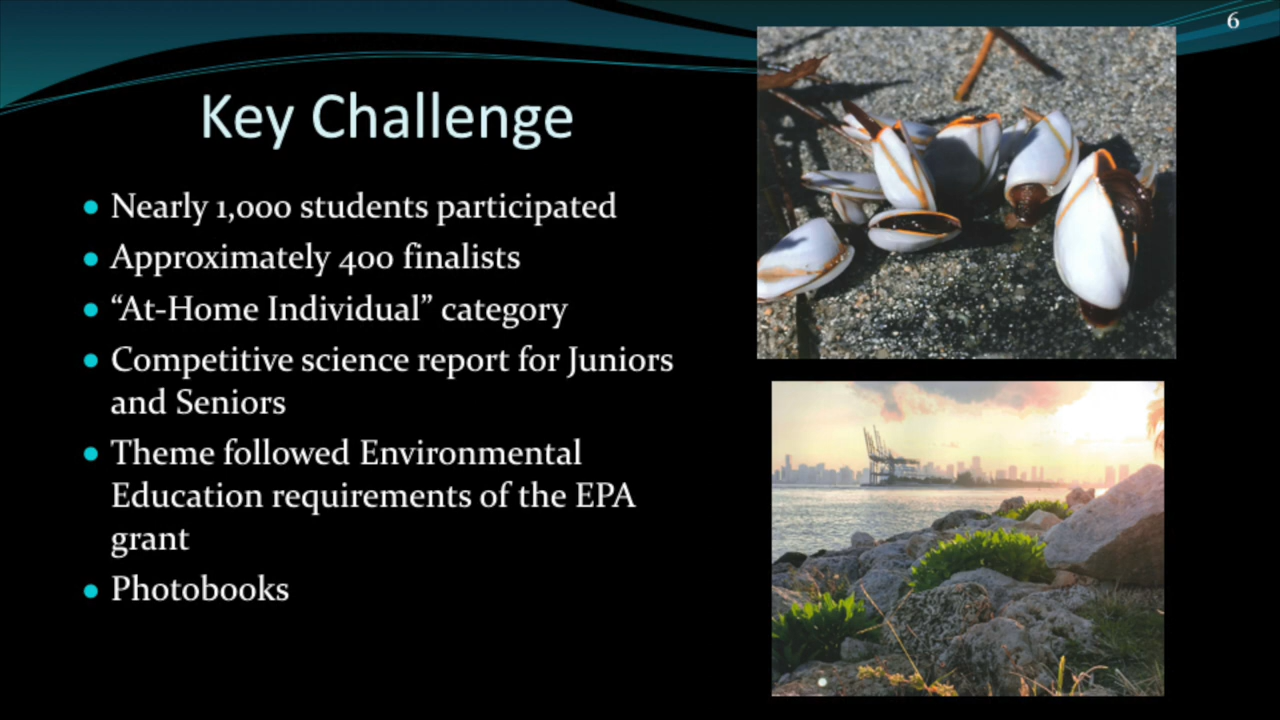 6
Key Challenge
• Nearly 1,000 students participated
• Approximately 400 finalists
• “At-Home Individual” category
• Competitive science report for Juniors
and Seniors
• Theme followed Environmental
Education requirements of the EPA
grant
• Photobooks